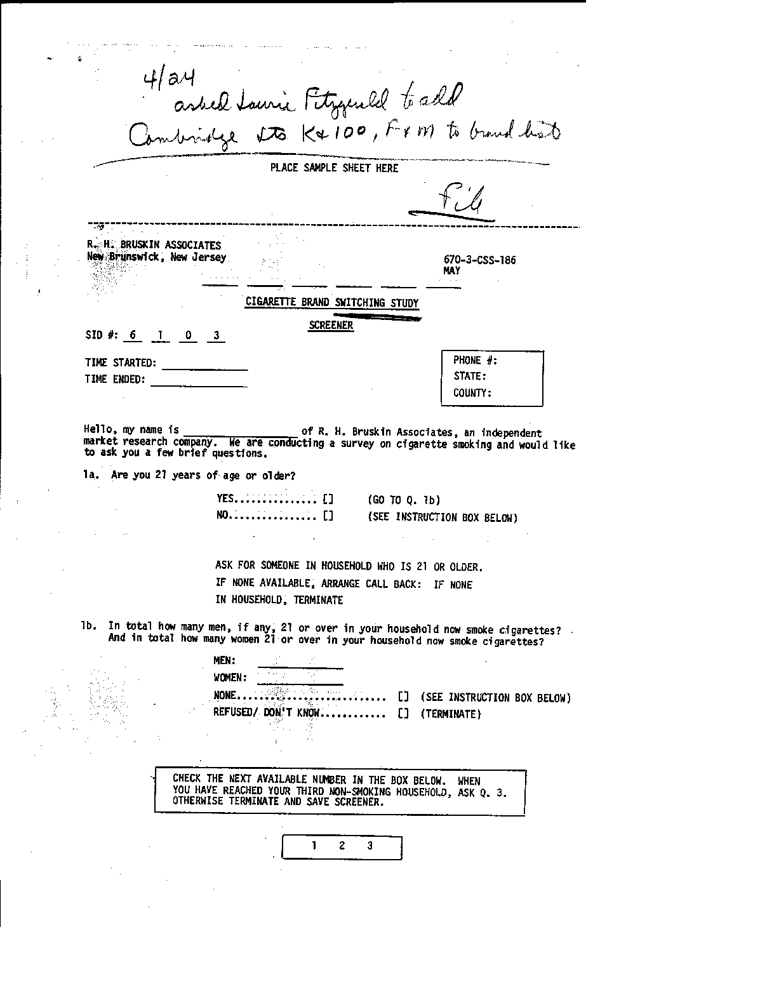 4/24
asked Laurie Fitzgerald to add
Cambridge Lts K&100, F&M to brand list
PLACE SAMPLE SHEET HERE
File
R. H. BRUSKIN ASSOCIATES
New Brunswick, New Jersey
670-3-CSS-186
MAY
CIGARETTE BRAND SWITCHING STUDY
SCREENER
SID #: 6 1 0 3
TIME STARTED: ____________
TIME ENDED: ____________
PHONE #:
STATE:
COUNTY:
Hello, my name is ________________ of R. H. Bruskin Associates, an independent
market research company. We are conducting a survey on cigarette smoking and would like
to ask you a few brief questions.
1a. Are you 21 years of age or older?
YES............... [] (GO TO Q. 1b)
NO................ [] (SEE INSTRUCTION BOX BELOW)
ASK FOR SOMEONE IN HOUSEHOLD WHO IS 21 OR OLDER.
IF NONE AVAILABLE, ARRANGE CALL BACK: IF NONE
IN HOUSEHOLD, TERMINATE
1b. In total how many men, if any, 21 or over in your household now smoke cigarettes?
And in total how many women 21 or over in your household now smoke cigarettes?
MEN: ____________
WOMEN: ____________
NONE.......................... [] (SEE INSTRUCTION BOX BELOW)
REFUSED/ DON'T KNOW............ [] (TERMINATE)
CHECK THE NEXT AVAILABLE NUMBER IN THE BOX BELOW. WHEN
YOU HAVE REACHED YOUR THIRD NON-SMOKING HOUSEHOLD, ASK Q. 3.
OTHERWISE TERMINATE AND SAVE SCREENER.
1 2 3